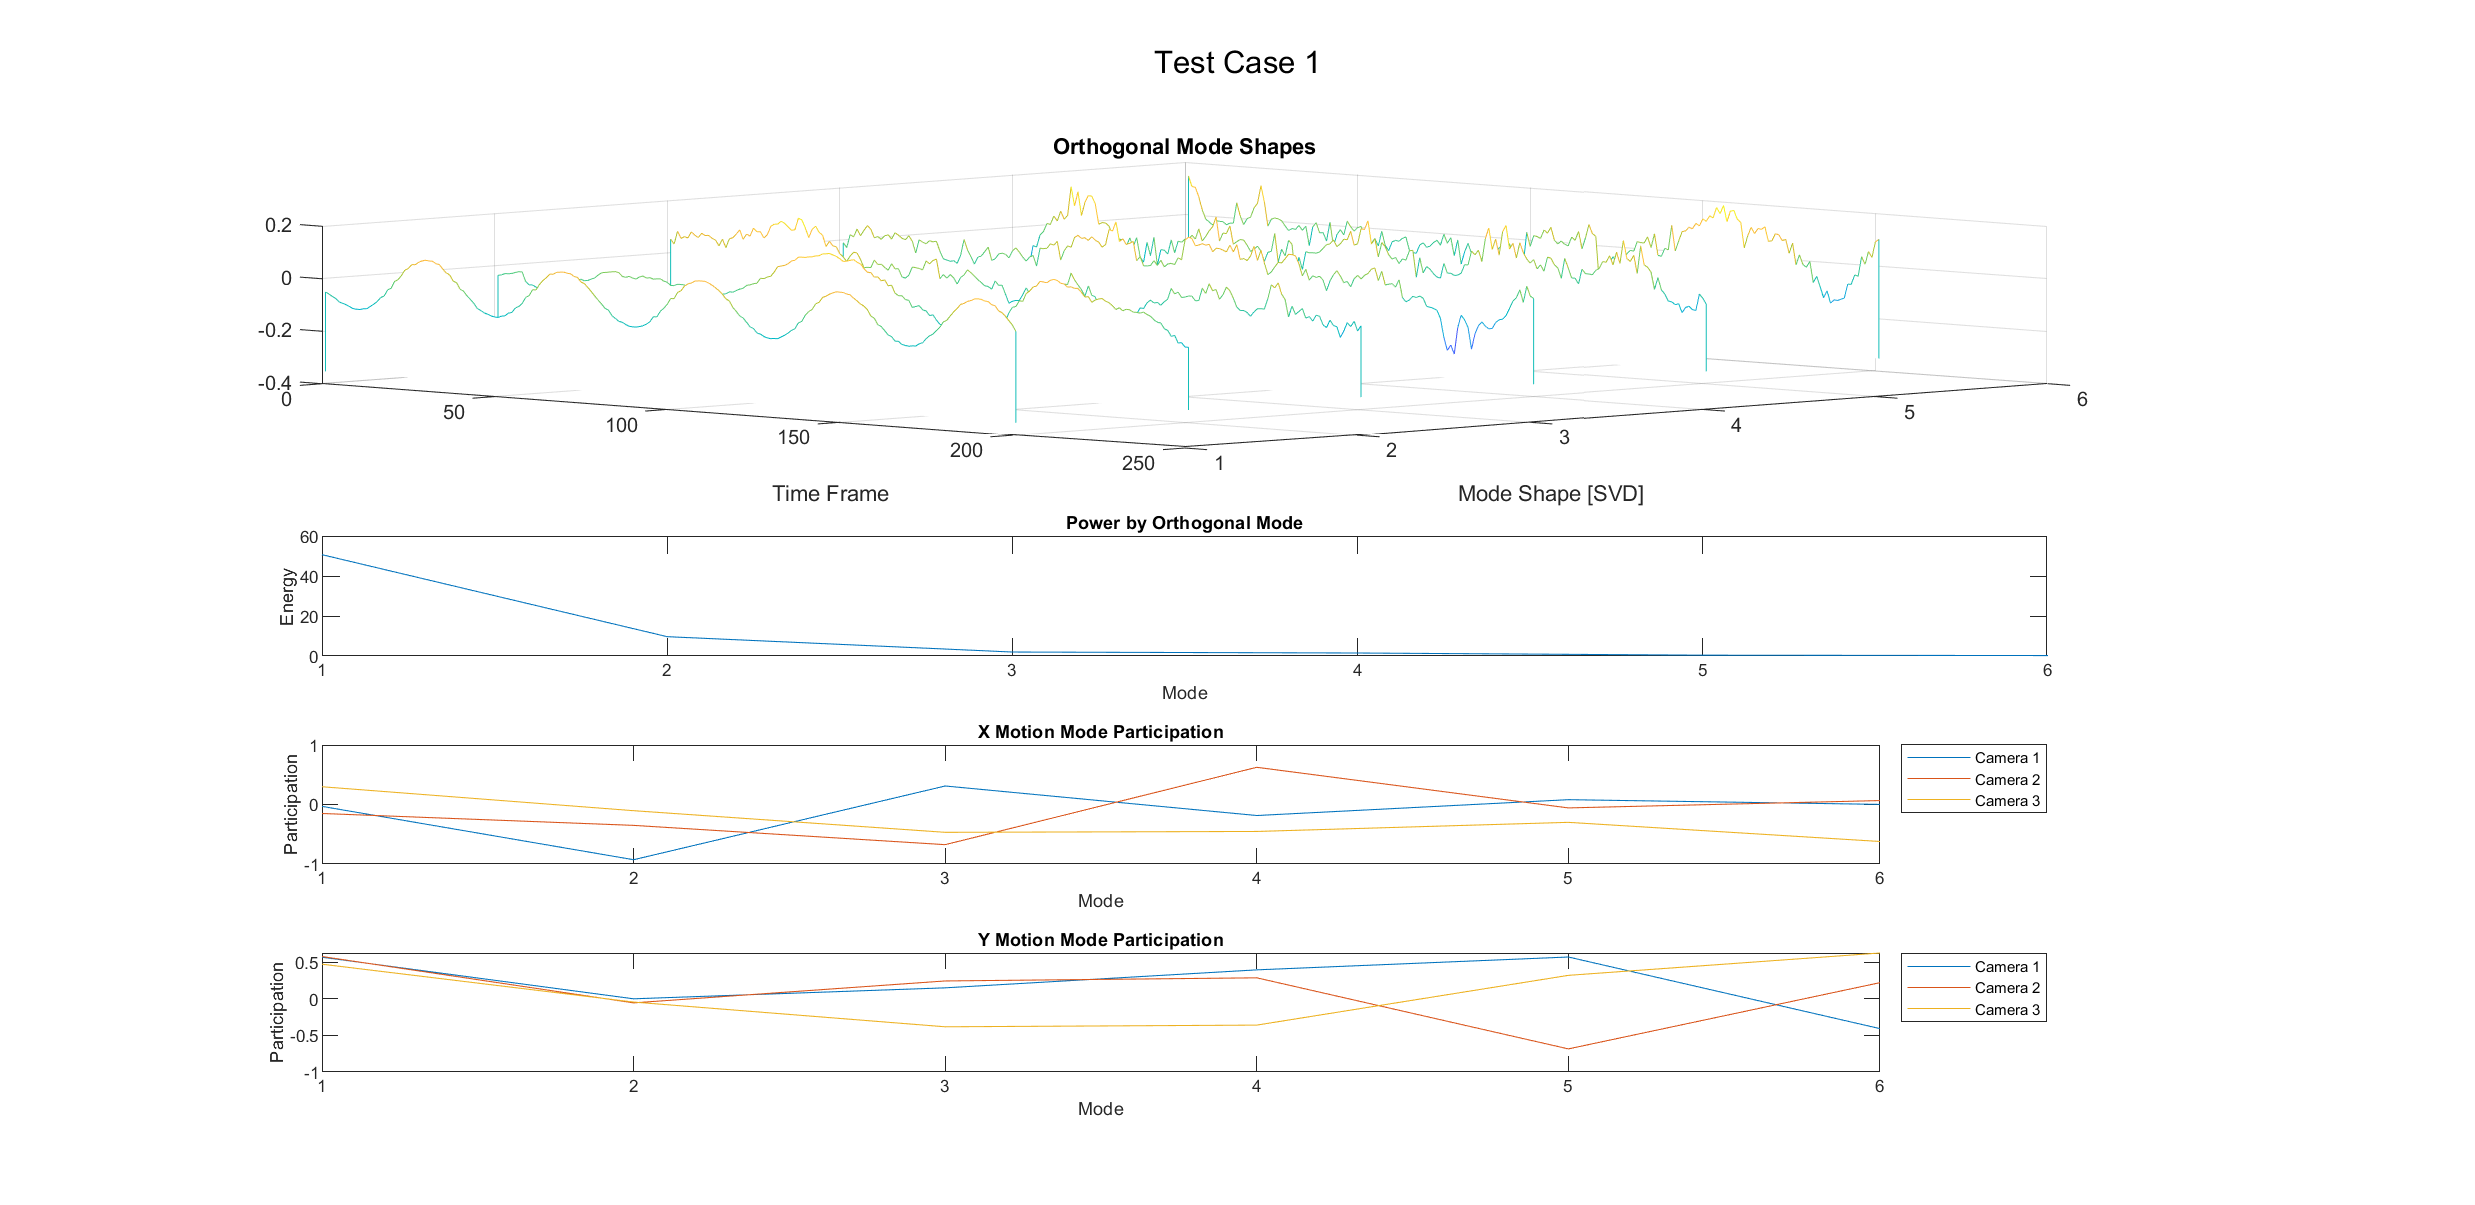 Test Case 1
Orthogonal Mode Shapes
0.2
0
-0.2
-0.4
0
50
100
150
200
250
1
2
3
4
5
6
Time Frame
Mode Shape [SVD]
Power by Orthogonal Mode
60
40
20
0
Energy
1
2
3
4
5
6
Mode
X Motion Mode Participation
1
0
-1
Participation
1
2
3
4
5
6
Mode
Camera 1
Camera 2
Camera 3
Y Motion Mode Participation
0.5
0
-0.5
-1
Participation
1
2
3
4
5
6
Mode
Camera 1
Camera 2
Camera 3